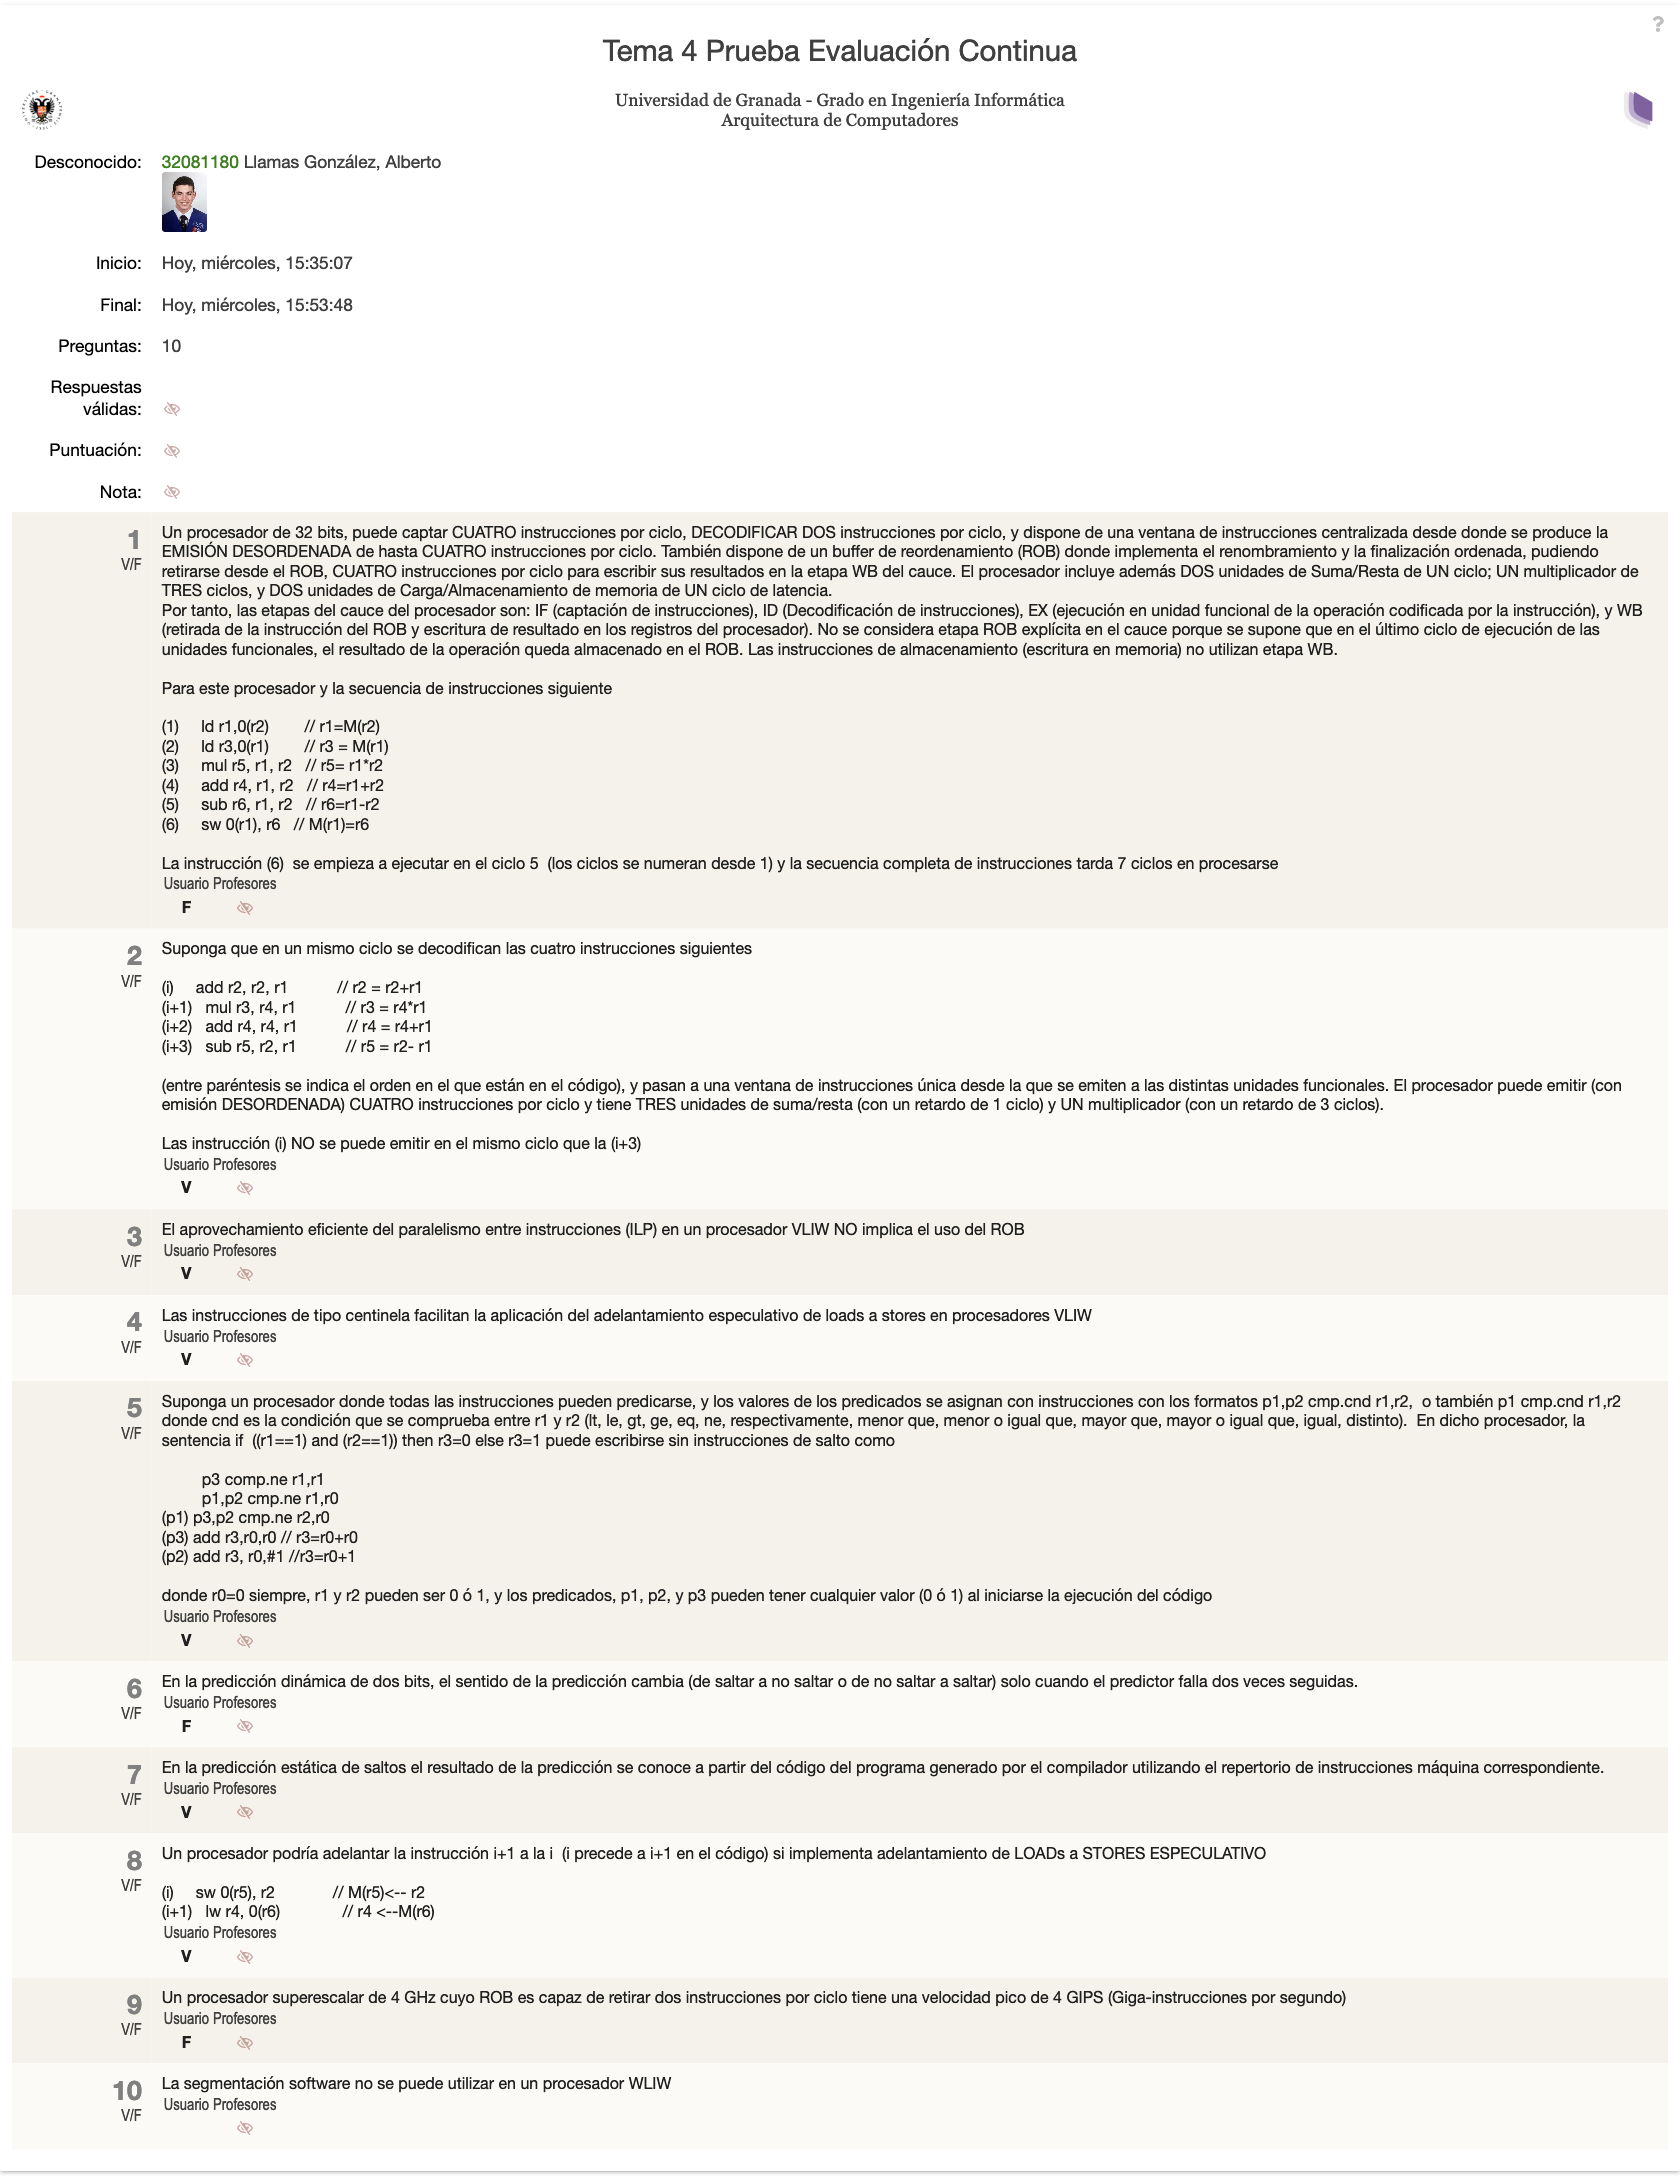 ?
Tema 4 Prueba Evaluación Continua
Universidad de Granada - Grado en Ingeniería Informática
Arquitectura de Computadores
Desconocido: 32081180 Llamas González, Alberto
Inicio: Hoy, miércoles, 15:35:07
Final: Hoy, miércoles, 15:53:48
Preguntas: 10
Respuestas
válidas:
Puntuación:
Nota:
1 Un procesador de 32 bits, puede captar CUATRO instrucciones por ciclo, DECODIFICAR DOS instrucciones por ciclo, y dispone de una ventana de instrucciones centralizada desde donde se produce la
V/F EMISIÓN DESORDENADA de hasta CUATRO instrucciones por ciclo. También dispone de un buffer de reordenamiento (ROB) donde implementa el renombramiento y la finalización ordenada, pudiendo
retirarse desde el ROB, CUATRO instrucciones por ciclo para escribir sus resultados en la etapa WB del cauce. El procesador incluye además DOS unidades de Suma/Resta de UN ciclo; UN multiplicador de
TRES ciclos, y DOS unidades de Carga/Almacenamiento de memoria de UN ciclo de latencia.
Por tanto, las etapas del cauce del procesador son: IF (captación de instrucciones), ID (Decodificación de instrucciones), EX (ejecución en unidad funcional de la operación codificada por la instrucción), y WB
(retirada de la instrucción del ROB y escritura de resultado en los registros del procesador). No se considera etapa ROB explícita en el cauce porque se supone que en el último ciclo de ejecución de las
unidades funcionales, el resultado de la operación queda almacenado en el ROB. Las instrucciones de almacenamiento (escritura en memoria) no utilizan etapa WB.
Para este procesador y la secuencia de instrucciones siguiente
(1) ld r1,0(r2) // r1=M(r2)
(2) ld r3,0(r1) // r3 = M(r1)
(3) mul r5, r1, r2 // r5= r1*r2
(4) add r4, r1, r2 // r4=r1+r2
(5) sub r6, r1, r2 // r6=r1-r2
(6) sw 0(r1), r6 // M(r1)=r6
La instrucción (6) se empieza a ejecutar en el ciclo 5 (los ciclos se numeran desde 1) y la secuencia completa de instrucciones tarda 7 ciclos en procesarse
Usuario Profesores
F
2 Suponga que en un mismo ciclo se decodifican las cuatro instrucciones siguientes
V/F
(i) add r2, r2, r1 // r2 = r2+r1
(i+1) mul r3, r4, r1 // r3 = r4*r1
(i+2) add r4, r4, r1 // r4 = r4+r1
(i+3) sub r5, r2, r1 // r5 = r2- r1
(entre paréntesis se indica el orden en el que están en el código), y pasan a una ventana de instrucciones única desde la que se emiten a las distintas unidades funcionales. El procesador puede emitir (con
emisión DESORDENADA) CUATRO instrucciones por ciclo y tiene TRES unidades de suma/resta (con un retardo de 1 ciclo) y UN multiplicador (con un retardo de 3 ciclos).
Las instrucción (i) NO se puede emitir en el mismo ciclo que la (i+3)
Usuario Profesores
V
3 El aprovechamiento eficiente del paralelismo entre instrucciones (ILP) en un procesador VLIW NO implica el uso del ROB
V/F Usuario Profesores
V
4 Las instrucciones de tipo centinela facilitan la aplicación del adelantamiento especulativo de loads a stores en procesadores VLIW
V/F Usuario Profesores
V
5 Suponga un procesador donde todas las instrucciones pueden predicarse, y los valores de los predicados se asignan con instrucciones con los formatos p1,p2 cmp.cnd r1,r2, o también p1 cmp.cnd r1,r2
V/F donde cnd es la condición que se comprueba entre r1 y r2 (lt, le, gt, ge, eq, ne, respectivamente, menor que, menor o igual que, mayor que, mayor o igual que, igual, distinto). En dicho procesador, la
sentencia if ((r1==1) and (r2==1)) then r3=0 else r3=1 puede escribirse sin instrucciones de salto como
p3 comp.ne r1,r1
p1,p2 cmp.ne r1,r0
(p1) p3,p2 cmp.ne r2,r0
(p3) add r3,r0,r0 // r3=r0+r0
(p2) add r3, r0,#1 //r3=r0+1
donde r0=0 siempre, r1 y r2 pueden ser 0 ó 1, y los predicados, p1, p2, y p3 pueden tener cualquier valor (0 ó 1) al iniciarse la ejecución del código
Usuario Profesores
V
6 En la predicción dinámica de dos bits, el sentido de la predicción cambia (de saltar a no saltar o de no saltar a saltar) solo cuando el predictor falla dos veces seguidas.
V/F Usuario Profesores
F
7 En la predicción estática de saltos el resultado de la predicción se conoce a partir del código del programa generado por el compilador utilizando el repertorio de instrucciones máquina correspondiente.
V/F Usuario Profesores
V
8 Un procesador podría adelantar la instrucción i+1 a la i (i precede a i+1 en el código) si implementa adelantamiento de LOADs a STORES ESPECULATIVO
V/F
(i) sw 0(r5), r2 // M(r5)<-- r2
(i+1) lw r4, 0(r6) // r4 <--M(r6)
Usuario Profesores
V
9 Un procesador superescalar de 4 GHz cuyo ROB es capaz de retirar dos instrucciones por ciclo tiene una velocidad pico de 4 GIPS (Giga-instrucciones por segundo)
V/F Usuario Profesores
F
10 La segmentación software no se puede utilizar en un procesador WLIW
V/F Usuario Profesores